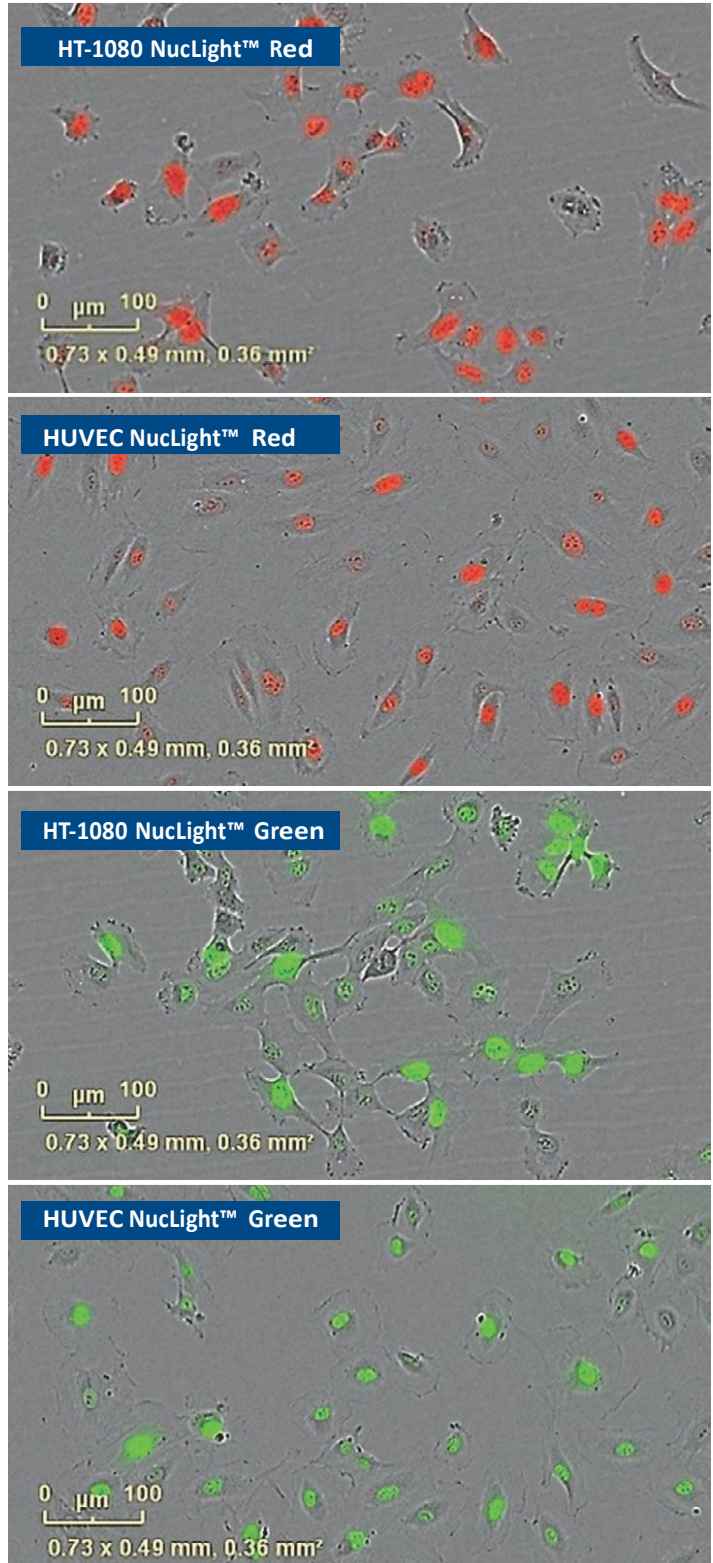 HT-1080 NucLight™ Red
0 µm 100
0.73 x 0.49 mm, 0.36 mm²
HUVEC NucLight™ Red
0 µm 100
0.73 x 0.49 mm, 0.36 mm²
HT-1080 NucLight™ Green
0 µm 100
0.73 x 0.49 mm, 0.36 mm²
HUVEC NucLight™ Green
0 µm 100
0.73 x 0.49 mm, 0.36 mm²